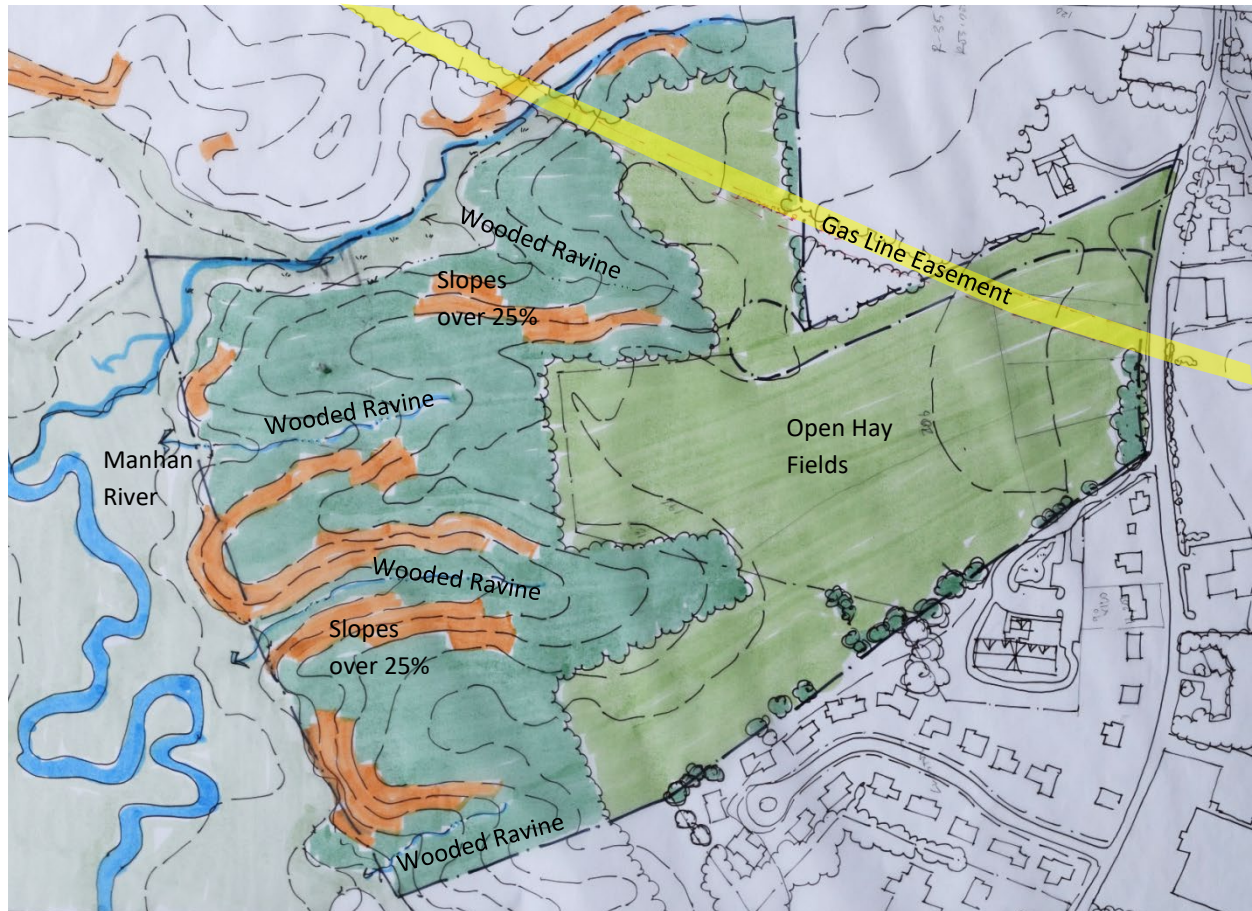 Wooded Ravine
Gas Line Easement
Slopes
over 25%
Wooded Ravine
Open Hay
Fields
Manhan
River
Wooded Ravine
Slopes
over 25%
Wooded Ravine